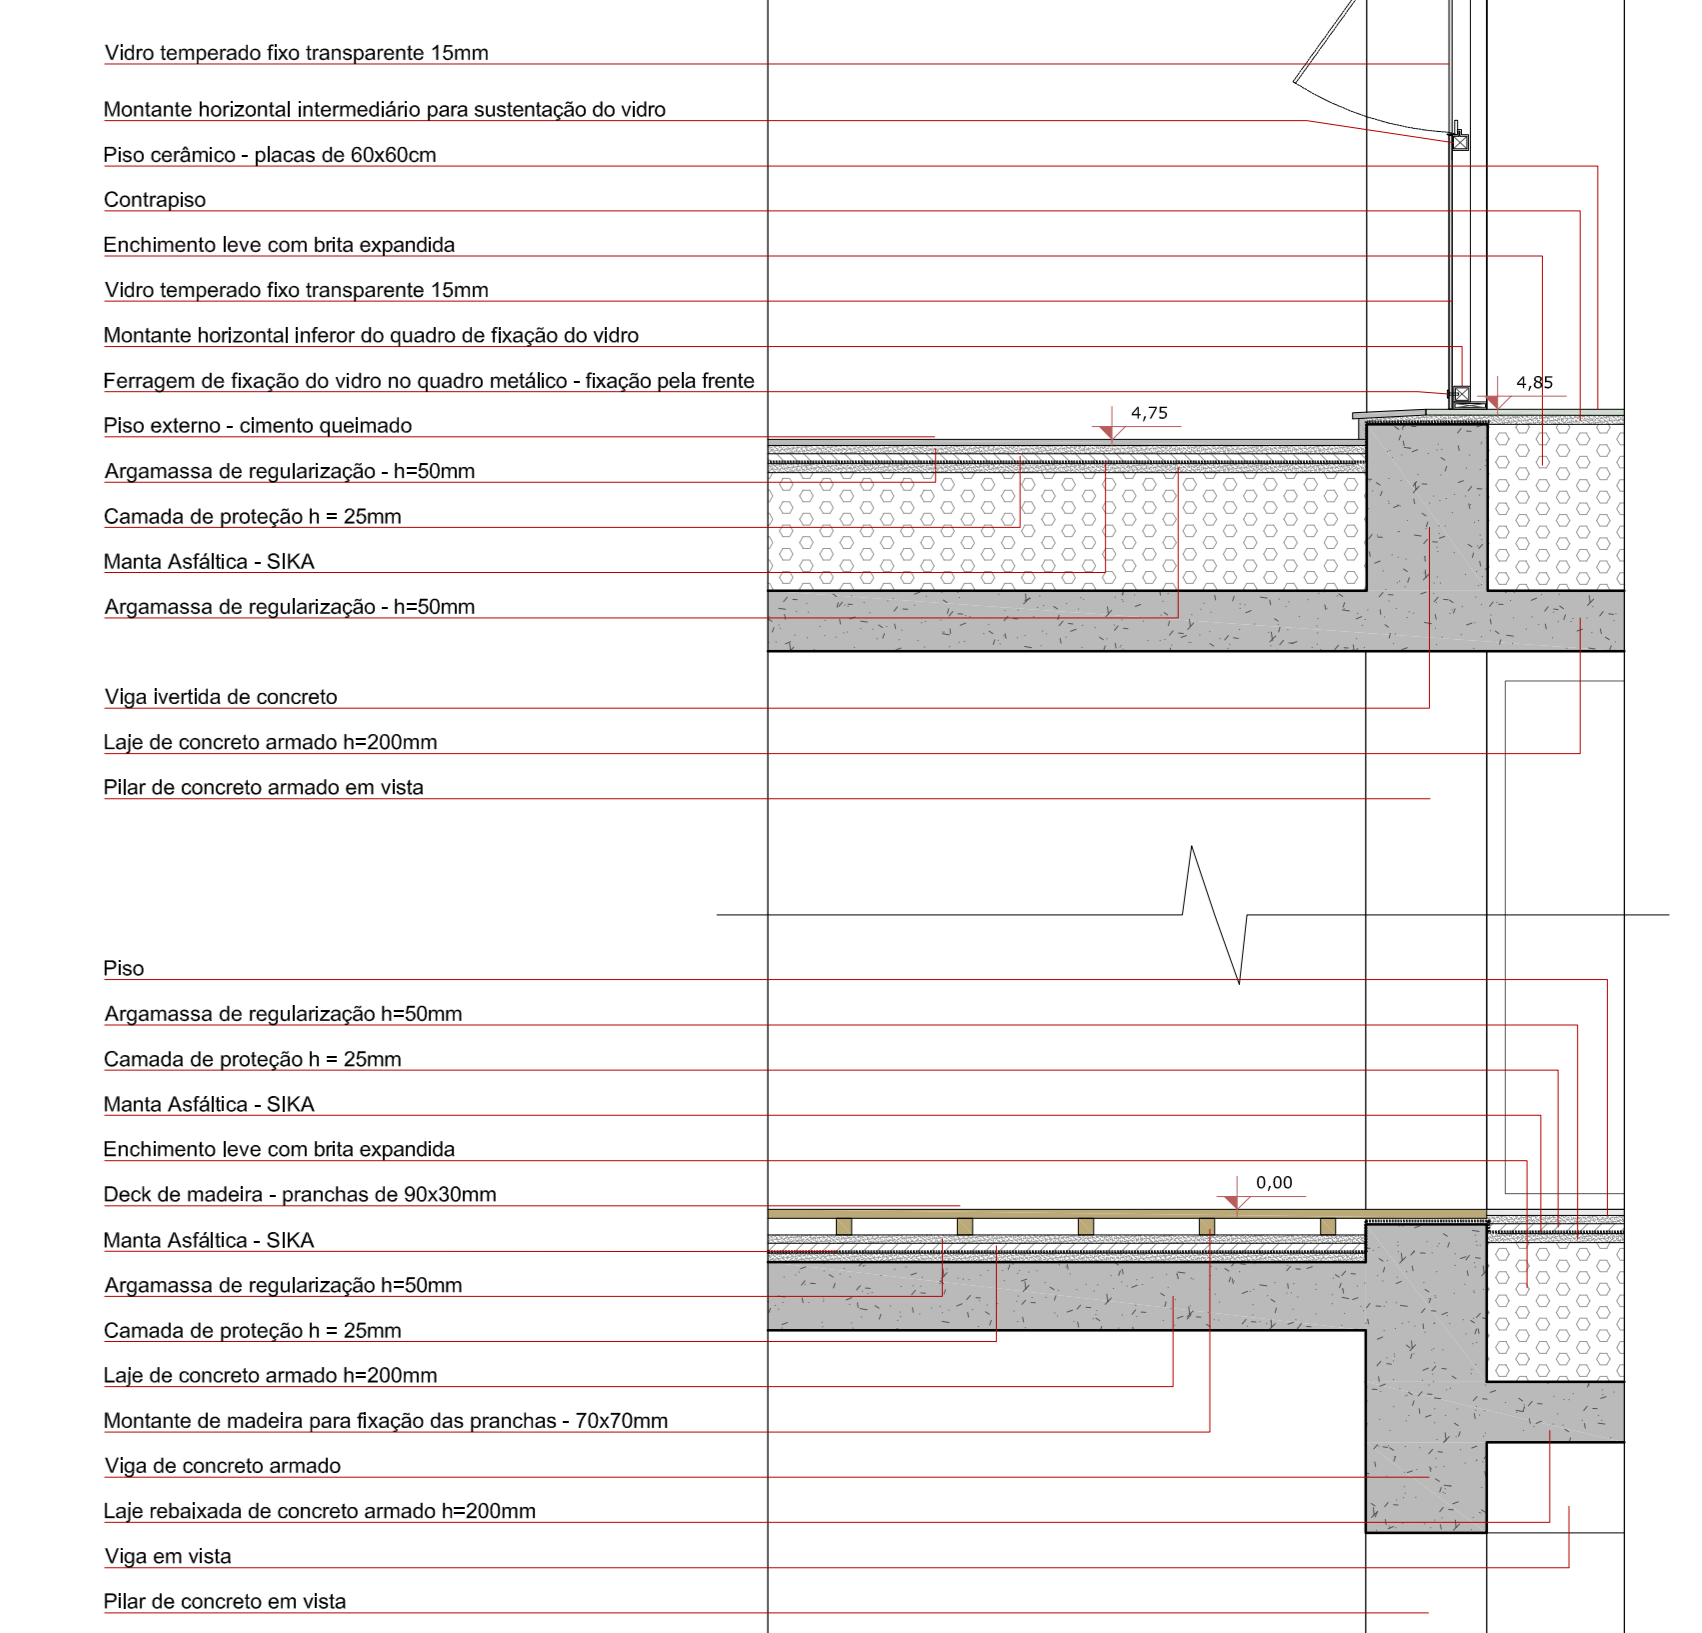 Vidro temperado fixo transparente 15mm
Montante horizontal intermediário para sustentação do vidro
Piso cerâmico - placas de 60x60cm
Contrapiso
Enchimento leve com brita expandida
Vidro temperado fixo transparente 15mm
Montante horizontal inferor do quadro de fixação do vidro
Ferragem de fixação do vidro no quadro metálico - fixação pela frente
4,85
4,75
Piso externo - cimento queimado
Argamassa de regularização - h=50mm
Camada de proteção h = 25mm
Manta Asfáltica - SIKA
Argamassa de regularização - h=50mm
Viga ivertida de concreto
Laje de concreto armado h=200mm
Pilar de concreto armado em vista
Piso
Argamassa de regularização h=50mm
Camada de proteção h = 25mm
Manta Asfáltica - SIKA
Enchimento leve com brita expandida
0,00
Deck de madeira - pranchas de 90x30mm
Manta Asfáltica - SIKA
Argamassa de regularização h=50mm
Camada de proteção h = 25mm
Laje de concreto armado h=200mm
Montante de madeira para fixação das pranchas - 70x70mm
Viga de concreto armado
Laje rebaixada de concreto armado h=200mm
Viga em vista
Pilar de concreto em vista